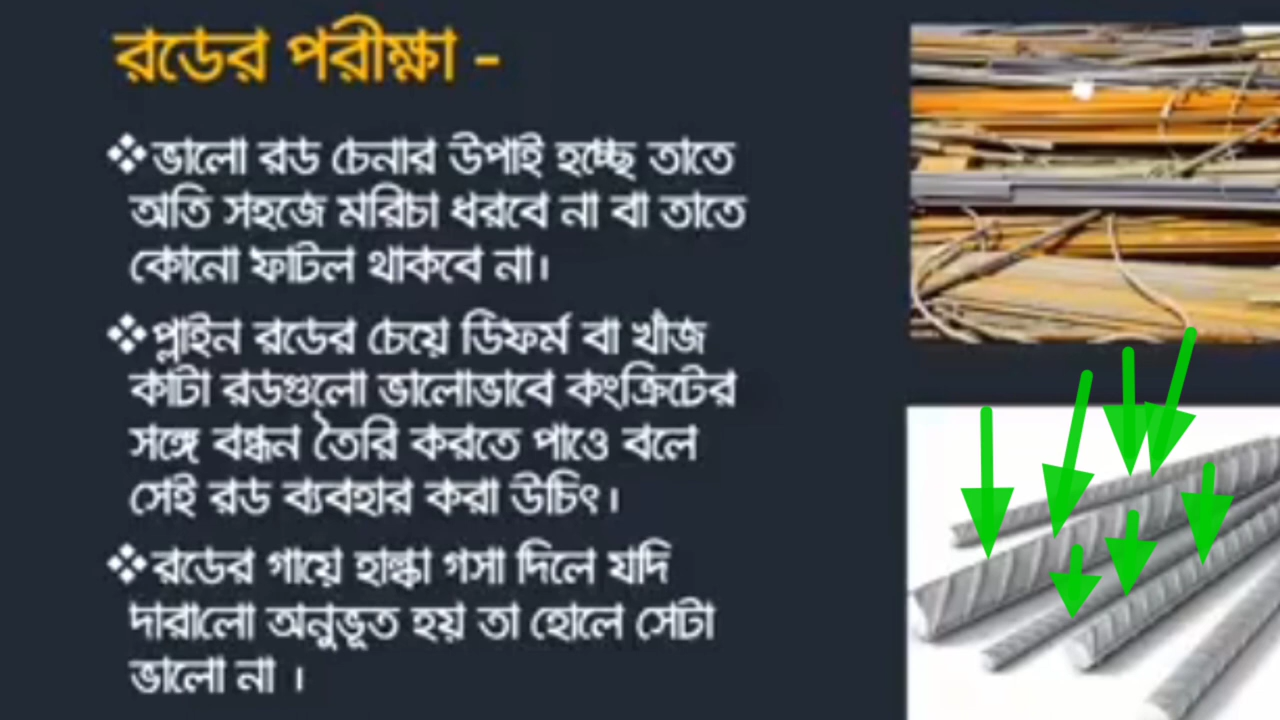 রডের পরীক্ষা -
❖ভালো রড চেনার উপাই হচ্ছে তাতে
অতি সহজে মরিচা ধরবে না বা তাতে
কোনো ফাটল থাকবে না।
❖প্লাইন রডের চেয়ে ডিফর্ম বা খাঁজ
কাটা রডগুলো ভালোভাবে কংক্রিটের
সঙ্গে বন্ধন তৈরি করতে পাওে বলে
সেই রড ব্যবহার করা উচিৎ।
❖রডের গায়ে হাল্কা গসা দিলে যদি
দারালো অনুভূত হয় তা হোলে সেটা
ভালো না ।